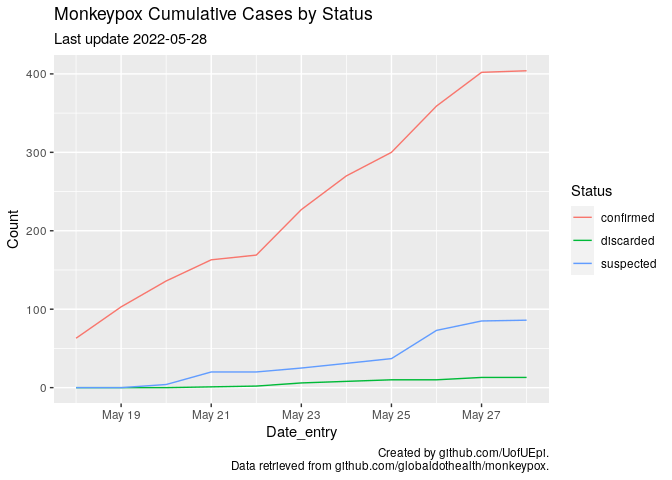 Monkeypox Cumulative Cases by Status
Last update 2022-05-28
400
300
200
100
0
Count
May 19
May 21
May 23
May 25
May 27
Date_entry
Status
confirmed
discarded
suspected
Created by github.com/UofUEpi.
Data retrieved from github.com/globaldothealth/monkeypox.